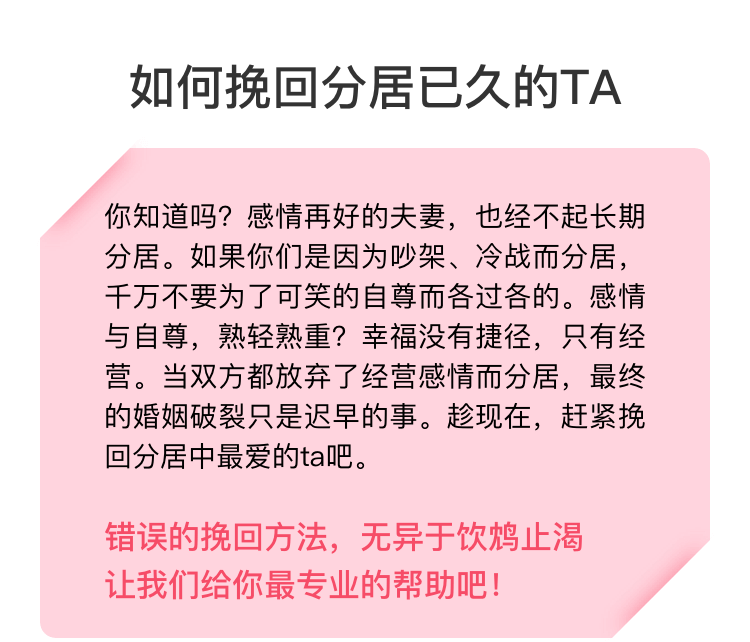 如何挽回分居已久的TA
你知道吗？感情再好的夫妻，也经不起长期
分居。如果你们是因为吵架、冷战而分居，
千万不要为了可笑的自尊而各过各的。感情
与自尊，熟轻熟重？幸福没有捷径，只有经
营。当双方都放弃了经营感情而分居，最终
的婚姻破裂只是迟早的事。趁现在，赶紧挽
回分居中最爱的ta吧。
错误的挽回方法，无异于饮鸩止渴
让我们给你最专业的帮助吧！